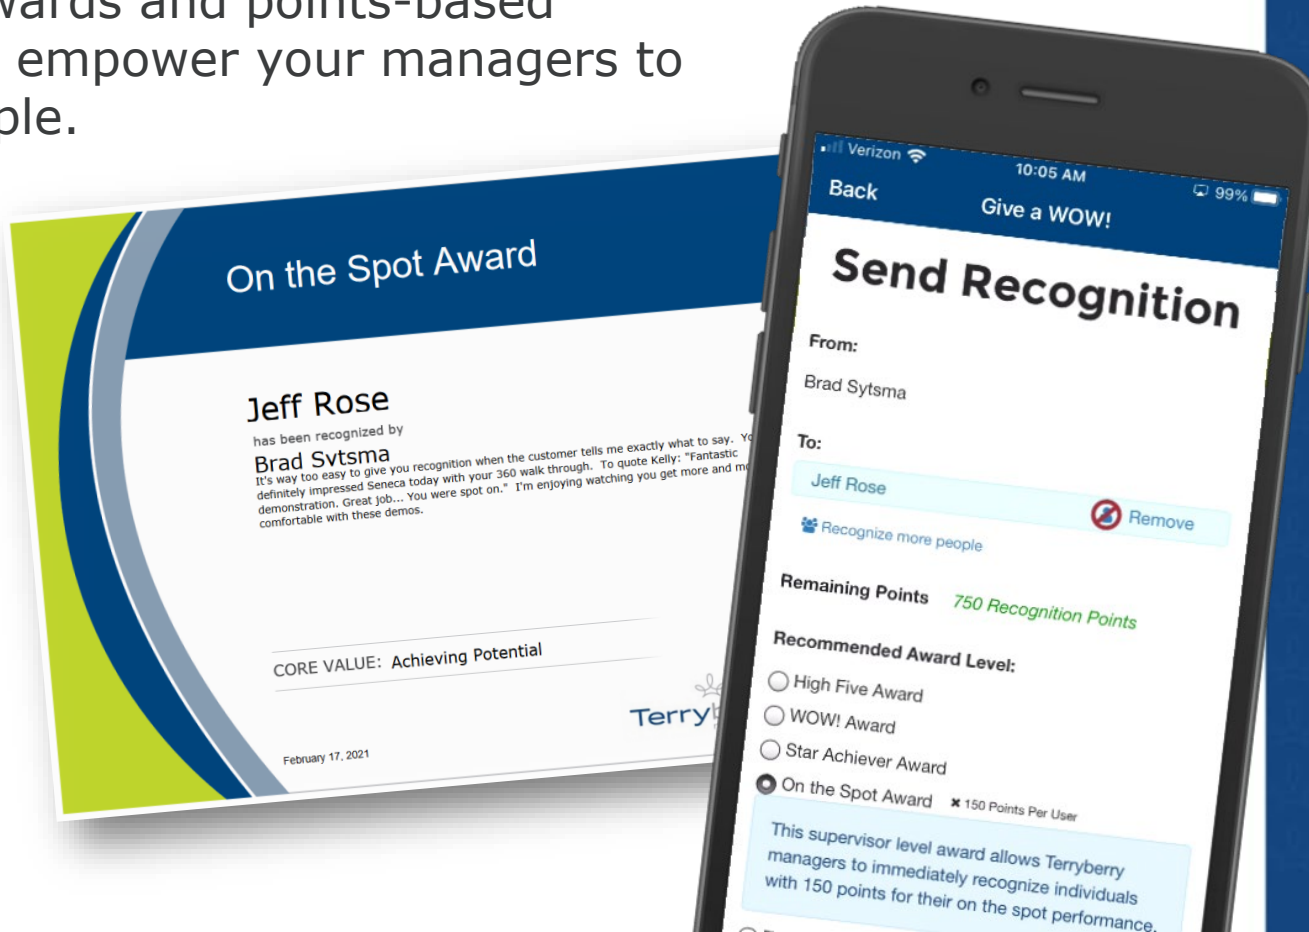 wards and points-based
empower your managers to
ple.
On the Spot Award
Jeff Rose
has been recognized by
Brad Sytsma
It's way too easy to give you recognition when the customer tells me exactly what to say. Yo
definitely impressed Seneca today with your 360 walk through. To quote Kelly: "Fantastic
demonstration. Great job... You were spot on." I'm enjoying watching you get more and mo
comfortable with these demos.
CORE VALUE: Achieving Potential
Terryb
February 17, 2021
Verizon 10:05 AM 99%
Back Give a WOW!
Send Recognition
From:
Brad Sytsma
To:
Jeff Rose Remove
Recognize more people
Remaining Points 750 Recognition Points
Recommended Award Level:
High Five Award
WOW! Award
Star Achiever Award
On the Spot Award ✖ 150 Points Per User
This supervisor level award allows Terryberry
managers to immediately recognize individuals
with 150 points for their on the spot performance.